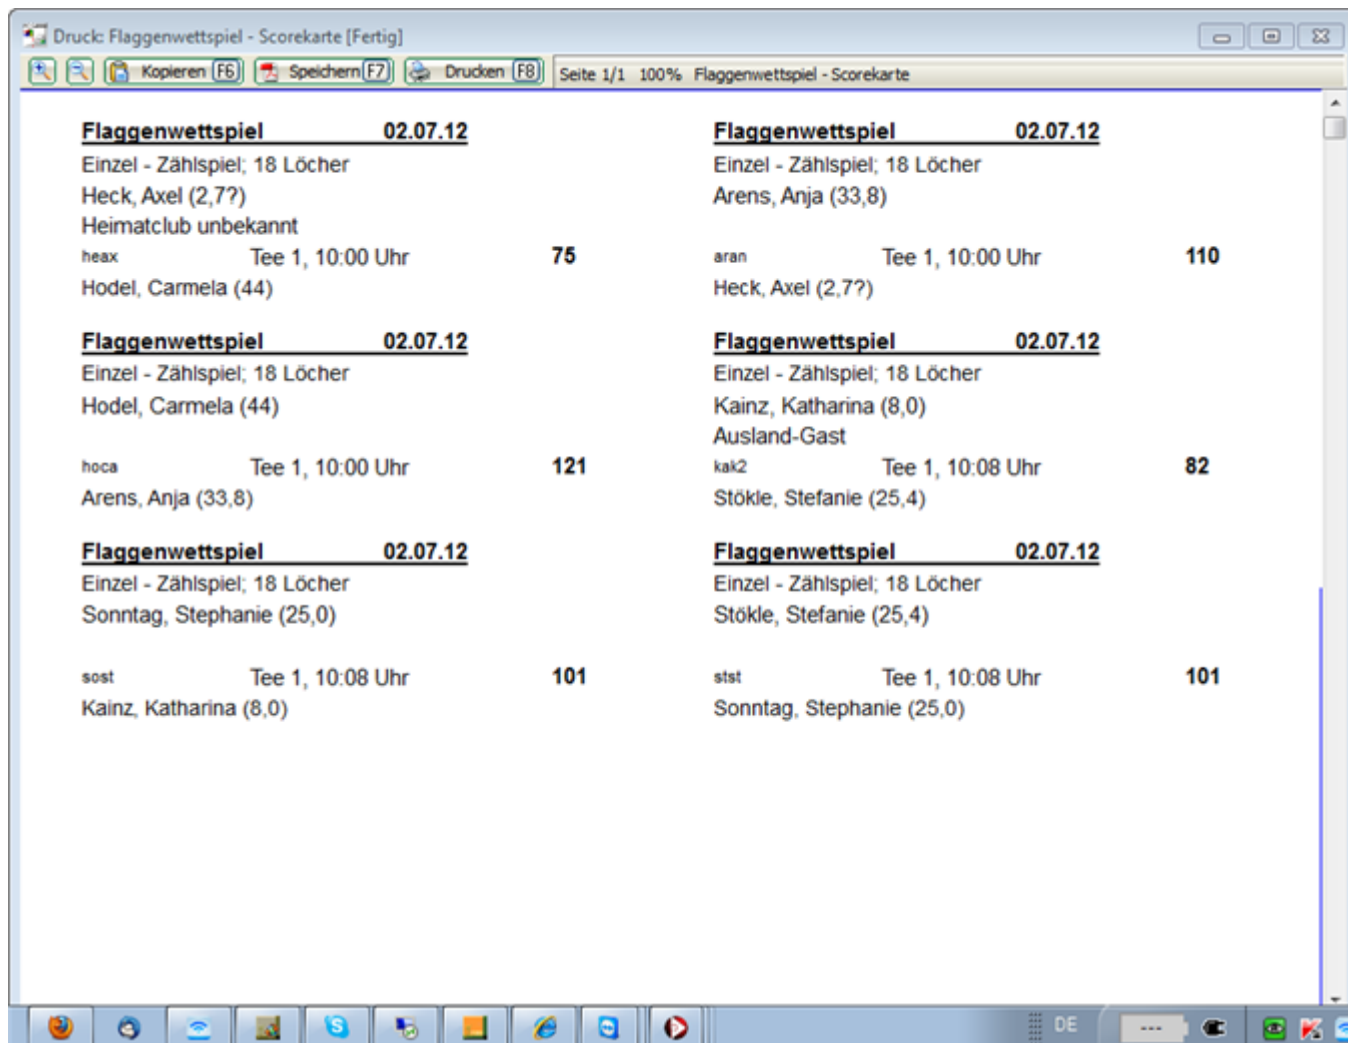 Druck: Flaggenwettspiel - Scorekarte [Fertig]
Kopieren F6 Speichern F7 Drucken F8 Seite 1/1 100% Flaggenwettspiel - Scorekarte
Flaggenwettspiel 02.07.12
Einzel - Zählspiel; 18 Löcher
Heck, Axel (2,7?)
Heimatclub unbekannt
heax Tee 1, 10:00 Uhr 75
Hodel, Carmela (44)
Flaggenwettspiel 02.07.12
Einzel - Zählspiel; 18 Löcher
Arens, Anja (33,8)
aran Tee 1, 10:00 Uhr 110
Heck, Axel (2,7?)
Flaggenwettspiel 02.07.12
Einzel - Zählspiel; 18 Löcher
Hodel, Carmela (44)
hoca Tee 1, 10:00 Uhr 121
Arens, Anja (33,8)
Flaggenwettspiel 02.07.12
Einzel - Zählspiel; 18 Löcher
Kainz, Katharina (8,0)
Ausland-Gast
kak2 Tee 1, 10:08 Uhr 82
Stökle, Stefanie (25,4)
Flaggenwettspiel 02.07.12
Einzel - Zählspiel; 18 Löcher
Sonntag, Stephanie (25,0)
sost Tee 1, 10:08 Uhr 101
Kainz, Katharina (8,0)
Flaggenwettspiel 02.07.12
Einzel - Zählspiel; 18 Löcher
Stökle, Stefanie (25,4)
stst Tee 1, 10:08 Uhr 101
Sonntag, Stephanie (25,0)
DE ---